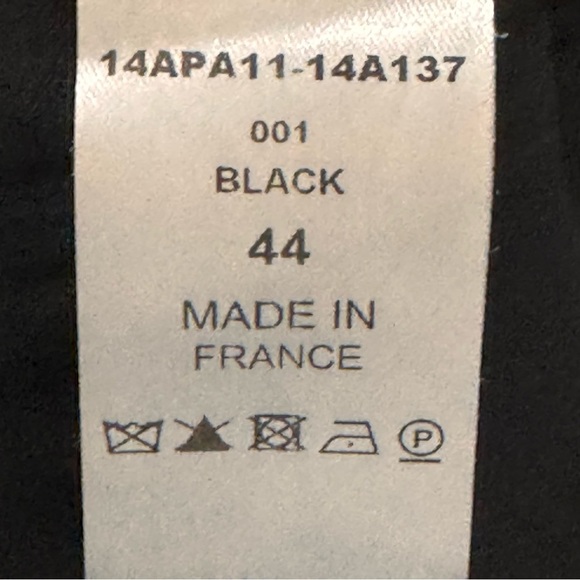 14APA11-14A137
001
BLACK
44
MADE IN
FRANCE
P